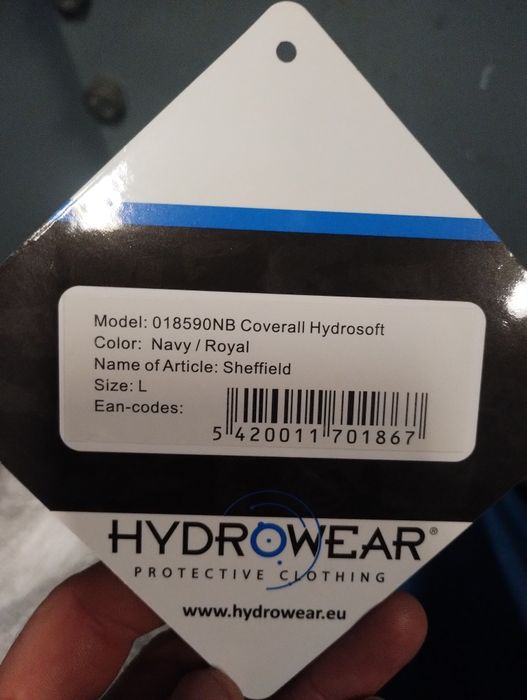 Model: 018590NB Coverall Hydrosoft
Color: Navy / Royal
Name of Article: Sheffield
Size: L
Ean-codes:
5 420011 701867
HYDROWEAR®
PROTECTIVE CLOTHING
www.hydrowear.eu